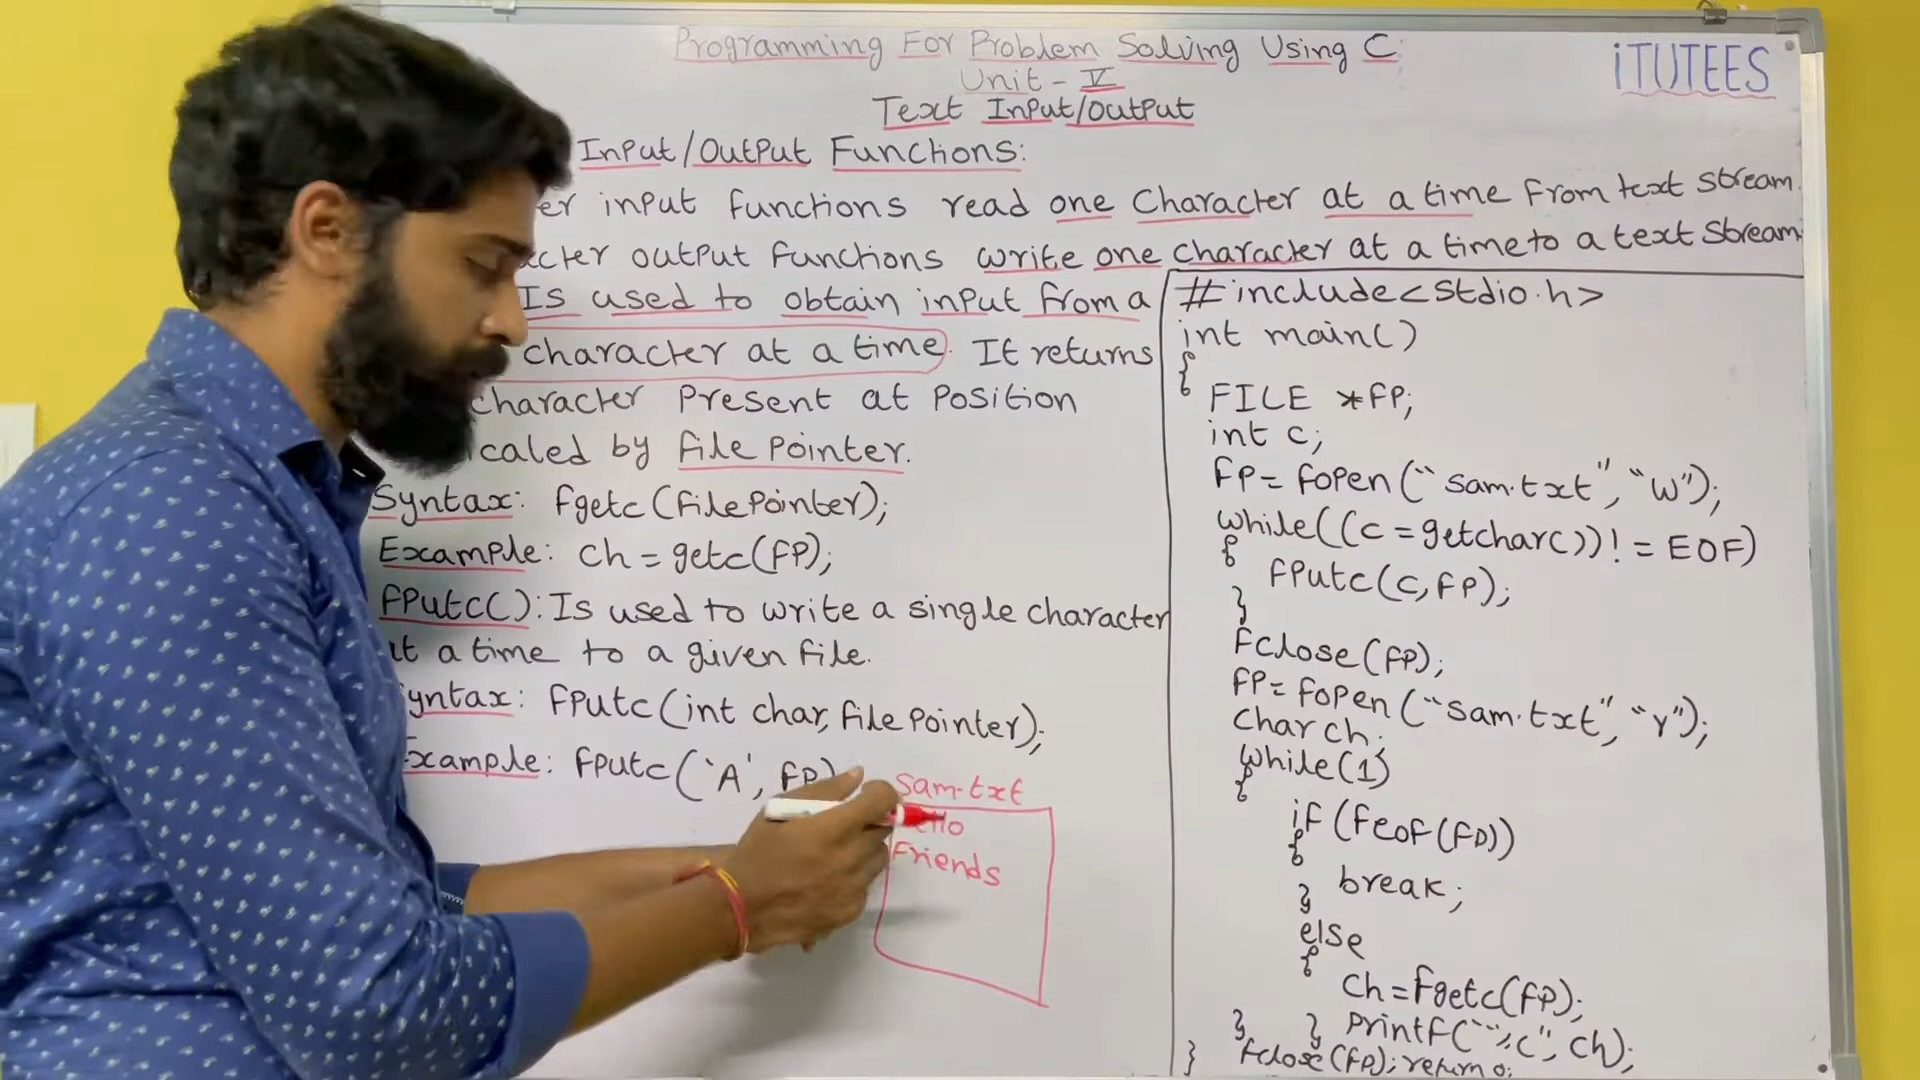 Programming For Problem Solving Using C
iTUTEES
Unit - V
Text Input/Output
Input/Output Functions:
er input functions read one Character at a time From text stream.
acter output functions write one character at a time to a text Stream.
Is used to obtain input from a
character at a time. It returns
character Present at Position
icated by file Pointer.
Syntax: fgetc(filePointer);
Example: ch = getc(FP);
FPutc(): Is used to write a single character
at a time to a given file.
Syntax: FPutc(int char, file Pointer);
Example: FPutc('A', FP)
Sam.txt
Hello
Friends
#include<stdio.h>
int main()
{
FILE *FP;
int c;
FP = FoPen("sam.txt", "w");
while((c = getchar())! = EOF)
{
FPutc(c, FP);
}
Fclose(FP);
FP = FoPen("sam.txt", "r");
Char ch;
While(1)
{
if (Feof(FP))
{
break;
}
else
{
Ch = Fgetc(FP);
} } Printf("%c", ch);
} Fclose(FP); return 0;